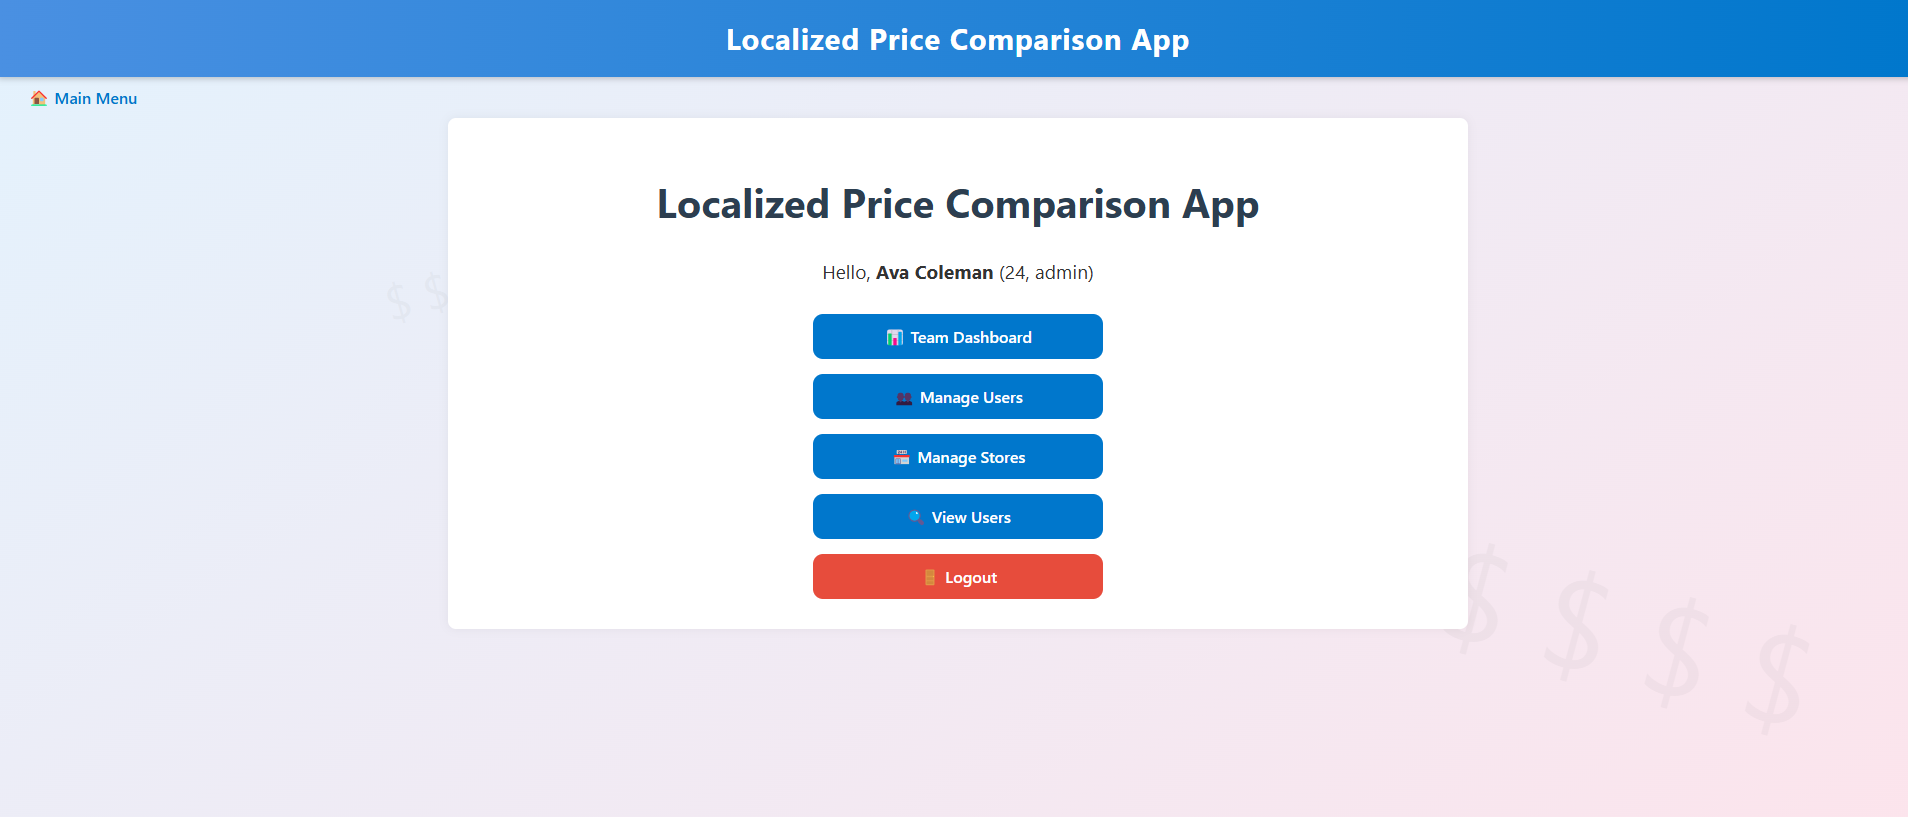 Localized Price Comparison App
🏠 Main Menu
Localized Price Comparison App
Hello, Ava Coleman (24, admin)
$ $
📊 Team Dashboard
👥 Manage Users
🏪 Manage Stores
🔍 View Users
🚪 Logout
$ $ $ $